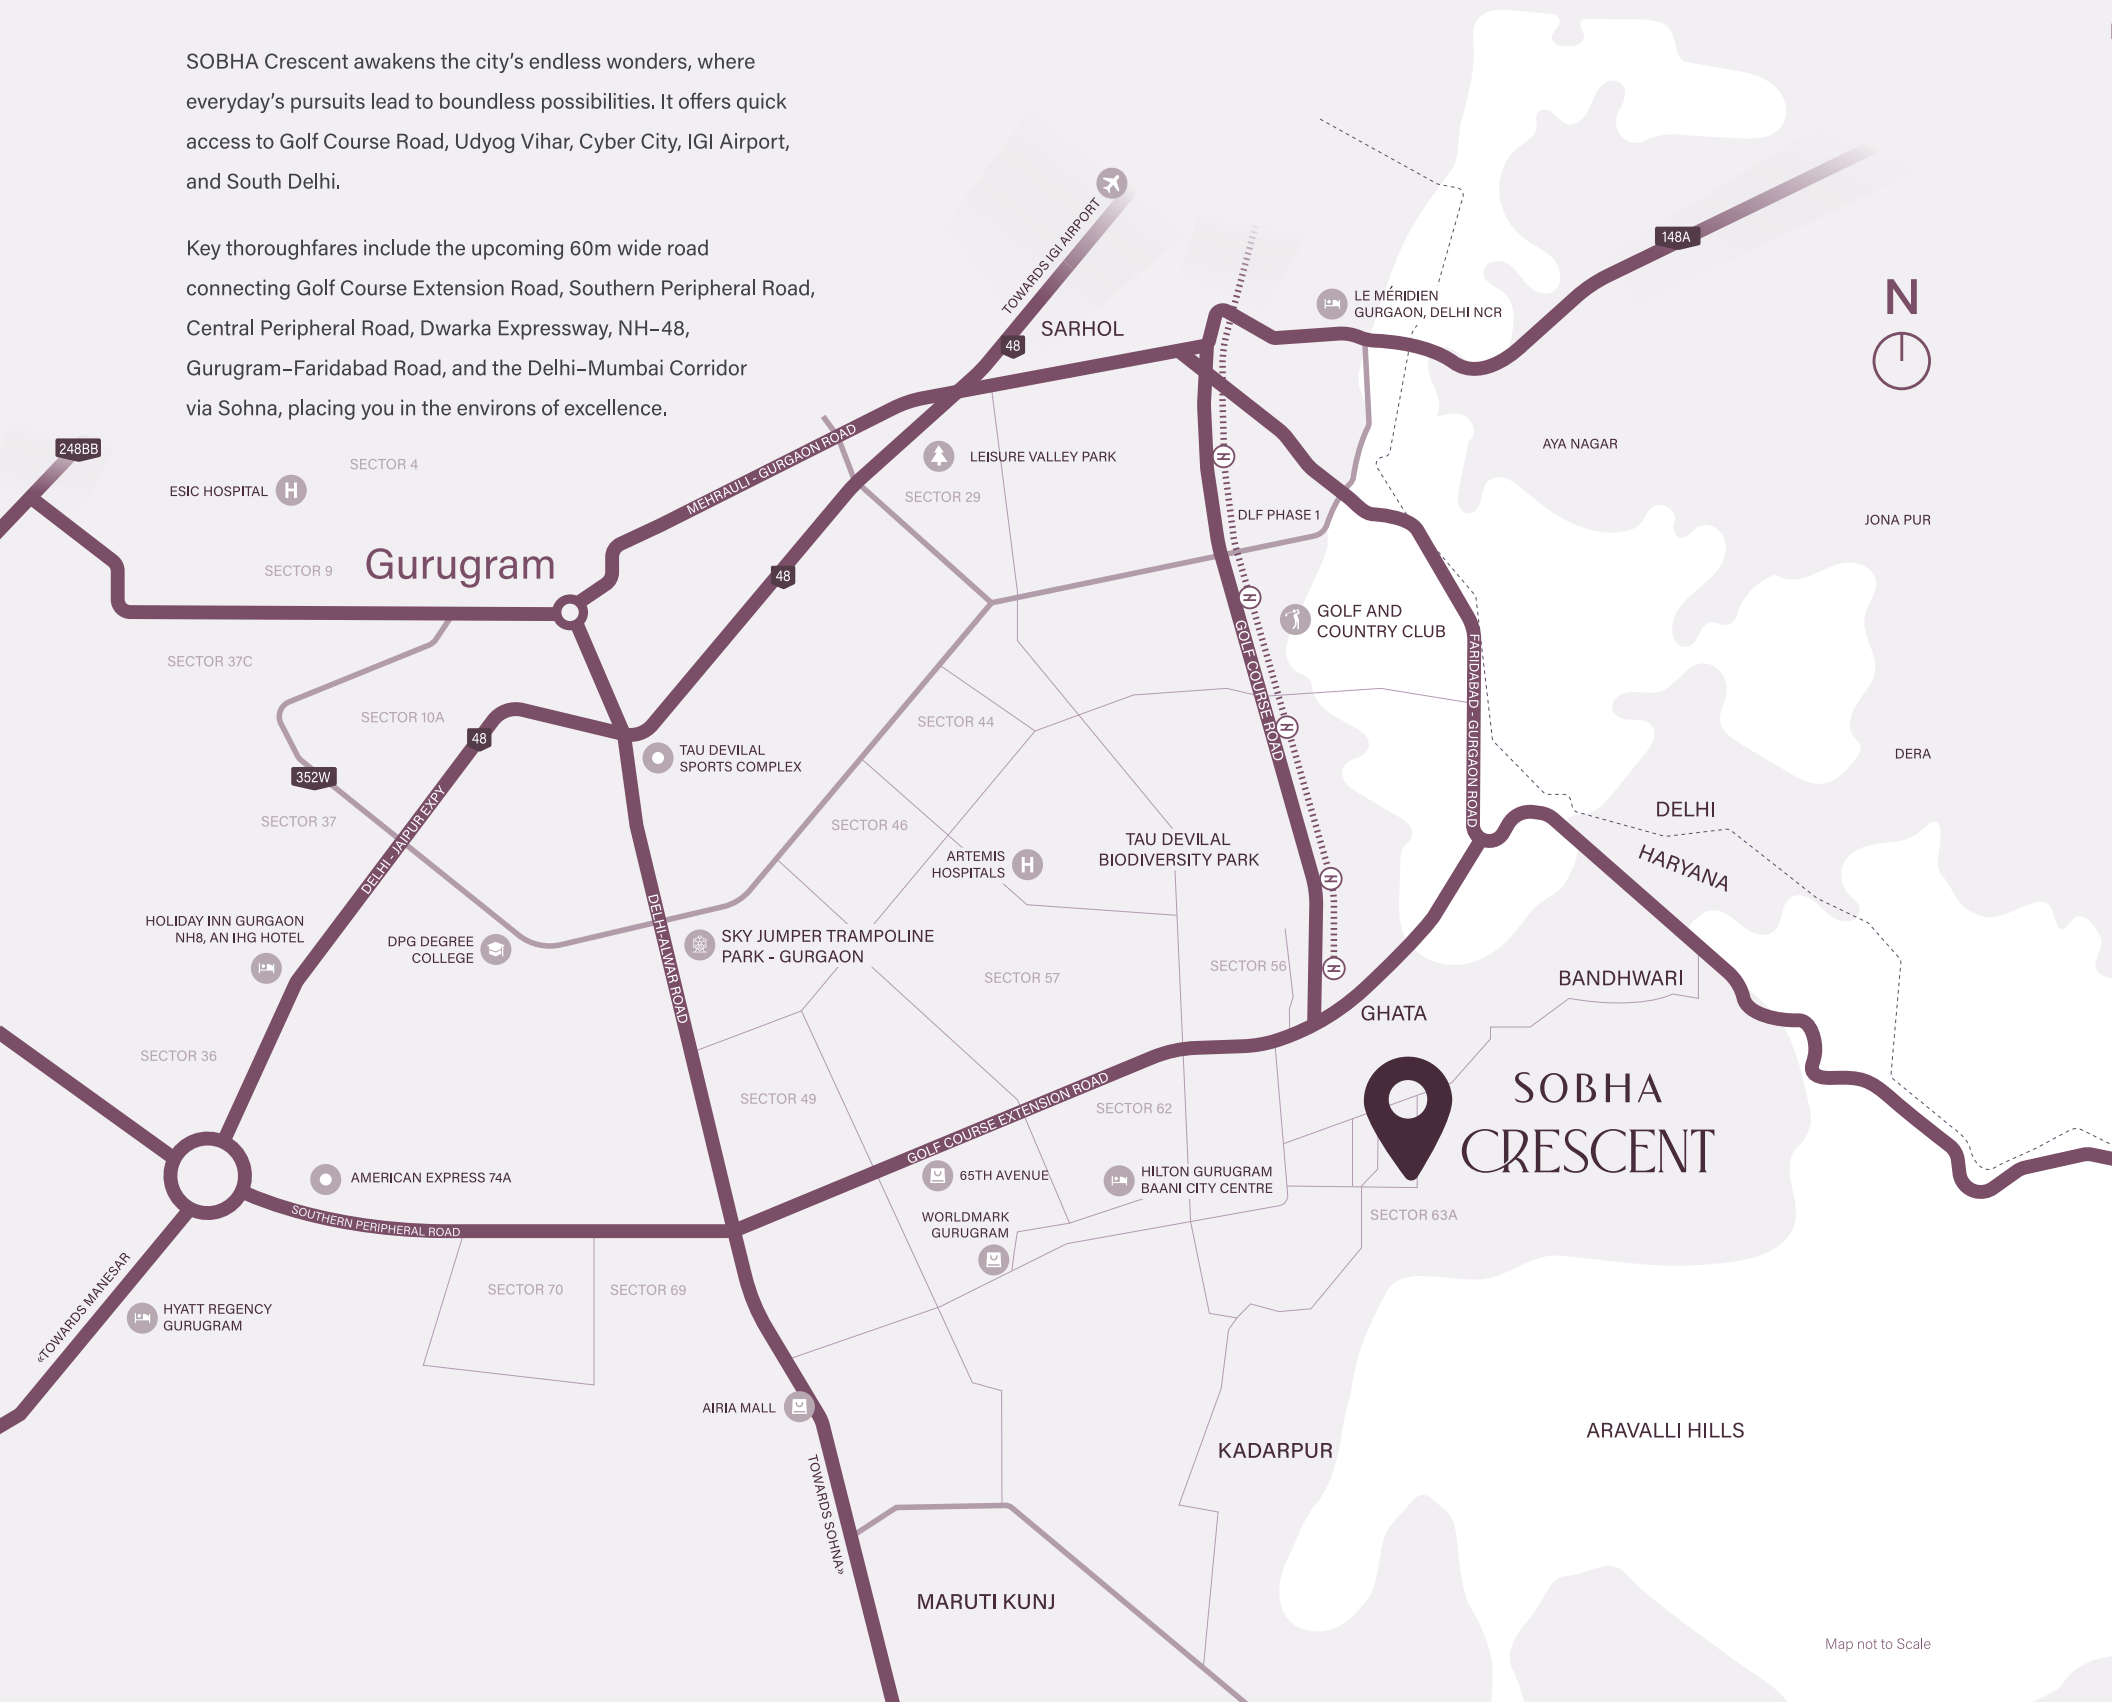 SOBHA Crescent awakens the city's endless wonders, where
everyday's pursuits lead to boundless possibilities. It offers quick
access to Golf Course Road, Udyog Vihar, Cyber City, IGI Airport,
and South Delhi.
Key thoroughfares include the upcoming 60m wide road
connecting Golf Course Extension Road, Southern Peripheral Road,
Central Peripheral Road, Dwarka Expressway, NH–48,
Gurugram–Faridabad Road, and the Delhi–Mumbai Corridor
via Sohna, placing you in the environs of excellence.
TOWARDS IGI AIRPORT
48
SARHOL
LE MÉRIDIEN
GURGAON, DELHI NCR
148A
N
248BB
SECTOR 4
ESIC HOSPITAL
H
MEHRAULI - GURGAON ROAD
LEISURE VALLEY PARK
SECTOR 29
AYA NAGAR
DLF PHASE 1
JONA PUR
SECTOR 9
Gurugram
48
GOLF AND
COUNTRY CLUB
GOLF COURSE ROAD
FARIDABAD - GURGAON ROAD
SECTOR 37C
SECTOR 10A
48
SECTOR 44
TAU DEVILAL
SPORTS COMPLEX
DERA
352W
SECTOR 37
DELHI - JAIPUR EXPY
SECTOR 46
DELHI
HARYANA
TAU DEVILAL
BIODIVERSITY PARK
ARTEMIS
HOSPITALS
H
HOLIDAY INN GURGAON
NH8, AN IHG HOTEL
DPG DEGREE
COLLEGE
DELHI-ALWAR ROAD
SKY JUMPER TRAMPOLINE
PARK - GURGAON
SECTOR 57
SECTOR 56
BANDHWARI
GHATA
SECTOR 36
SECTOR 49
GOLF COURSE EXTENSION ROAD
SECTOR 62
SOBHA
CRESCENT
AMERICAN EXPRESS 74A
65TH AVENUE
HILTON GURUGRAM
BAANI CITY CENTRE
SOUTHERN PERIPHERAL ROAD
WORLDMARK
GURUGRAM
SECTOR 63A
«TOWARDS MANESAR
HYATT REGENCY
GURUGRAM
SECTOR 70
SECTOR 69
AIRIA MALL
TOWARDS SOHNA»
KADARPUR
ARAVALLI HILLS
MARUTI KUNJ
Map not to Scale